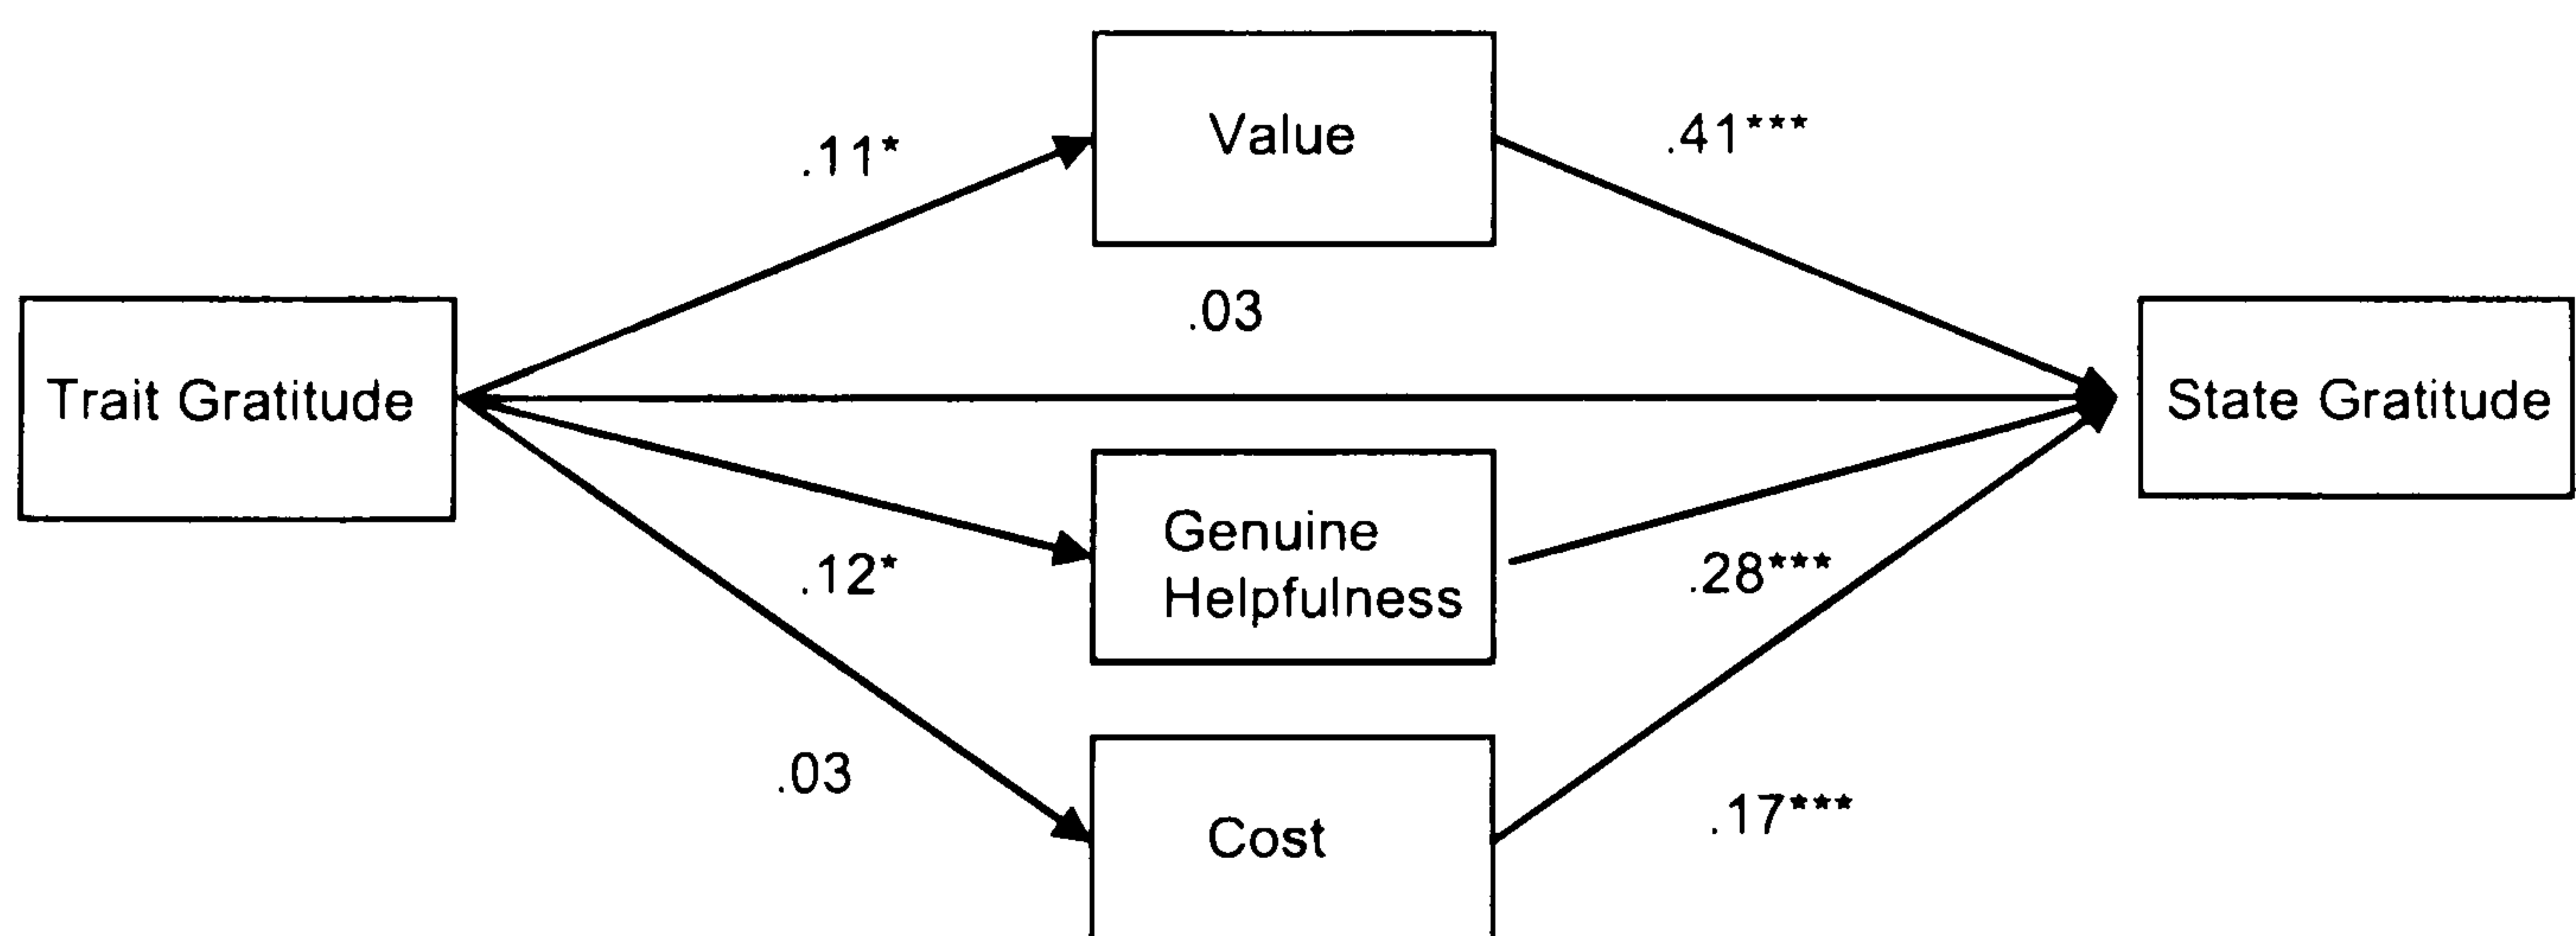 Value
.11*
.41***
.03
Trait Gratitude
State Gratitude
Genuine
Helpfulness
.12*
.28***
.03
.17***
Cost